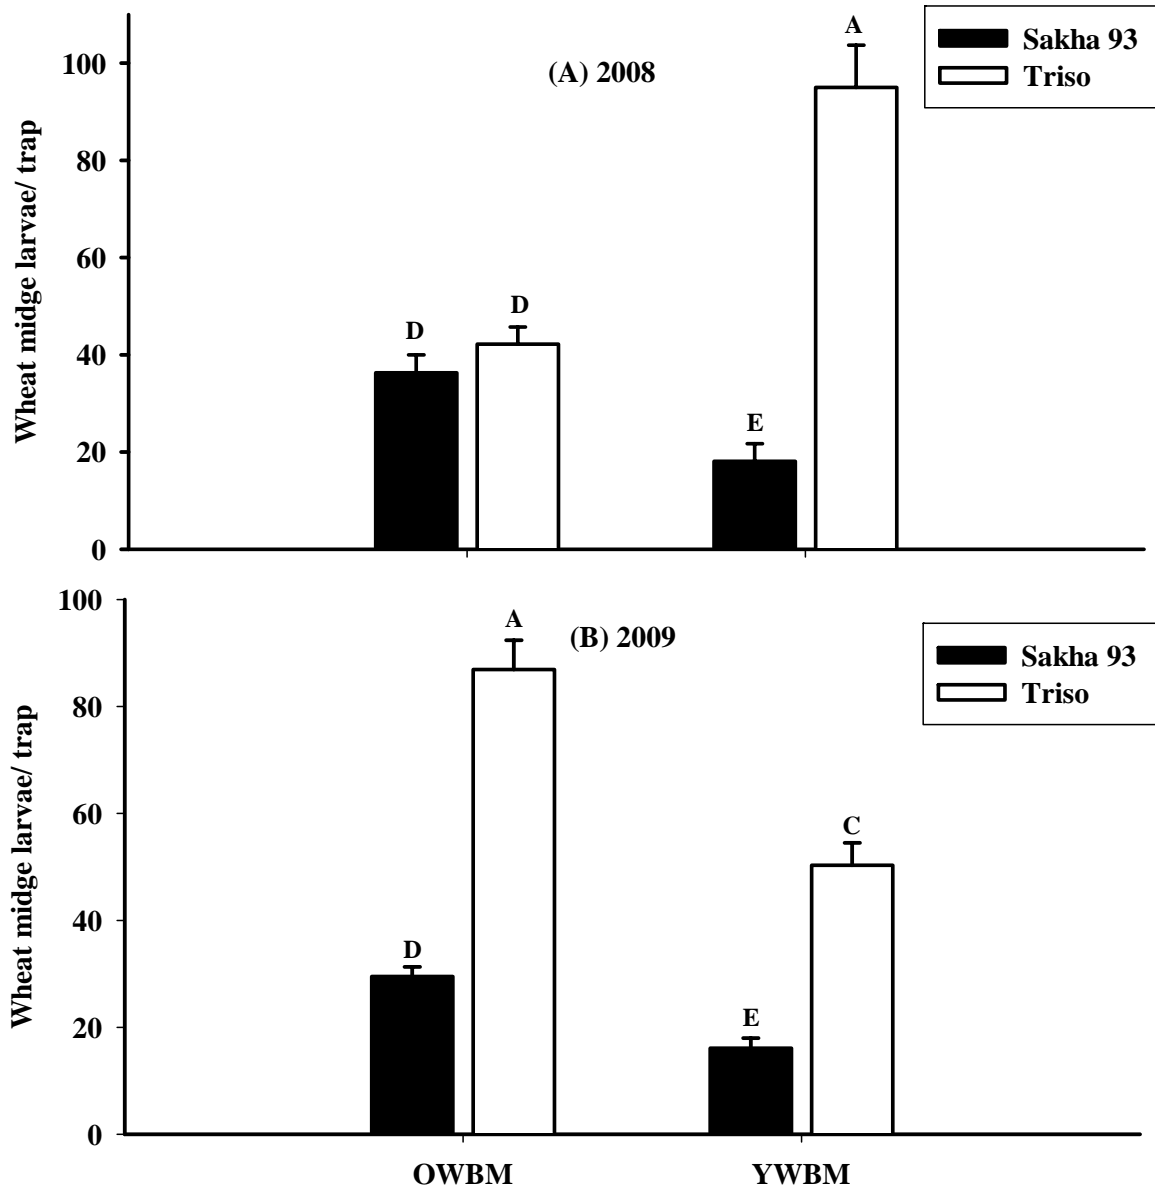 A
Sakha 93
Triso
(A) 2008
100
80
60
40
20
0
Wheat midge larvae/ trap
D
D
E
100
80
60
40
20
0
Wheat midge larvae/ trap
A
(B) 2009
Sakha 93
Triso
D
C
E
OWBM
YWBM